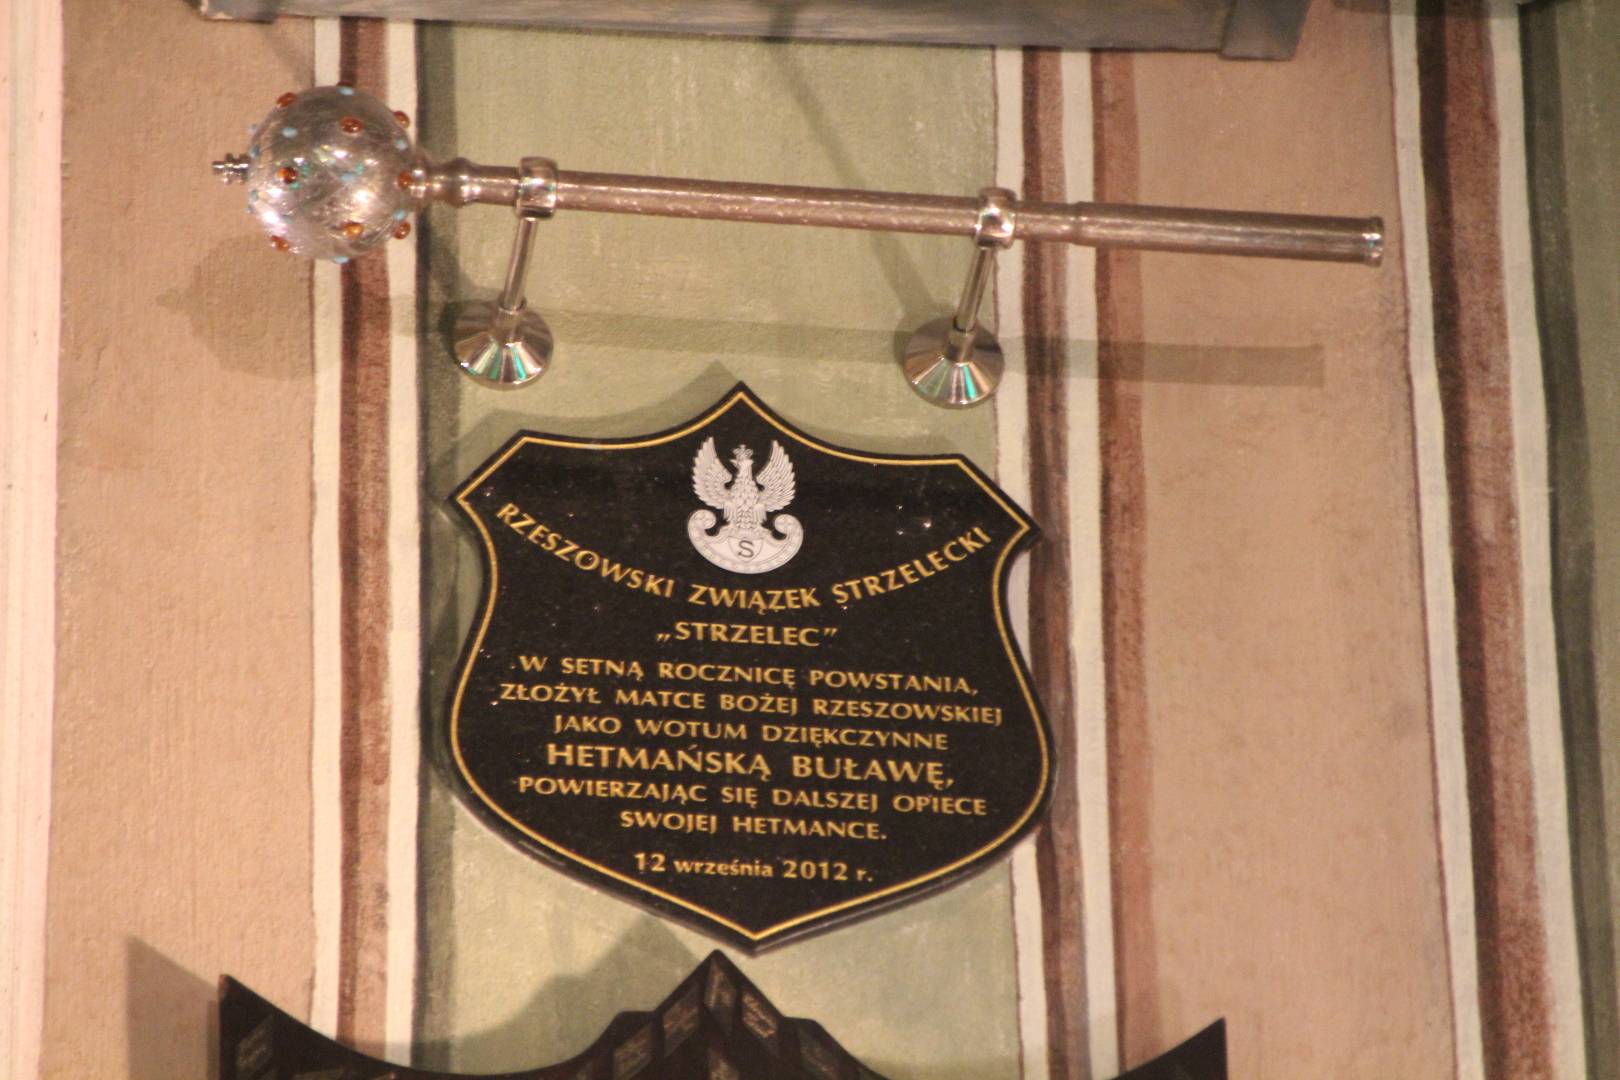 S
RZESZOWSKI ZWIĄZEK STRZELECKI
„STRZELEC”
W SETNĄ ROCZNICĘ POWSTANIA,
ZŁOŻYŁ MATCE BOŻEJ RZESZOWSKIEJ
JAKO WOTUM DZIĘKCZYNNE
HETMAŃSKĄ BUŁAWĘ,
POWIERZAJĄC SIĘ DALSZEJ OPIECE
SWOJEJ HETMANCE.
12 września 2012 r.